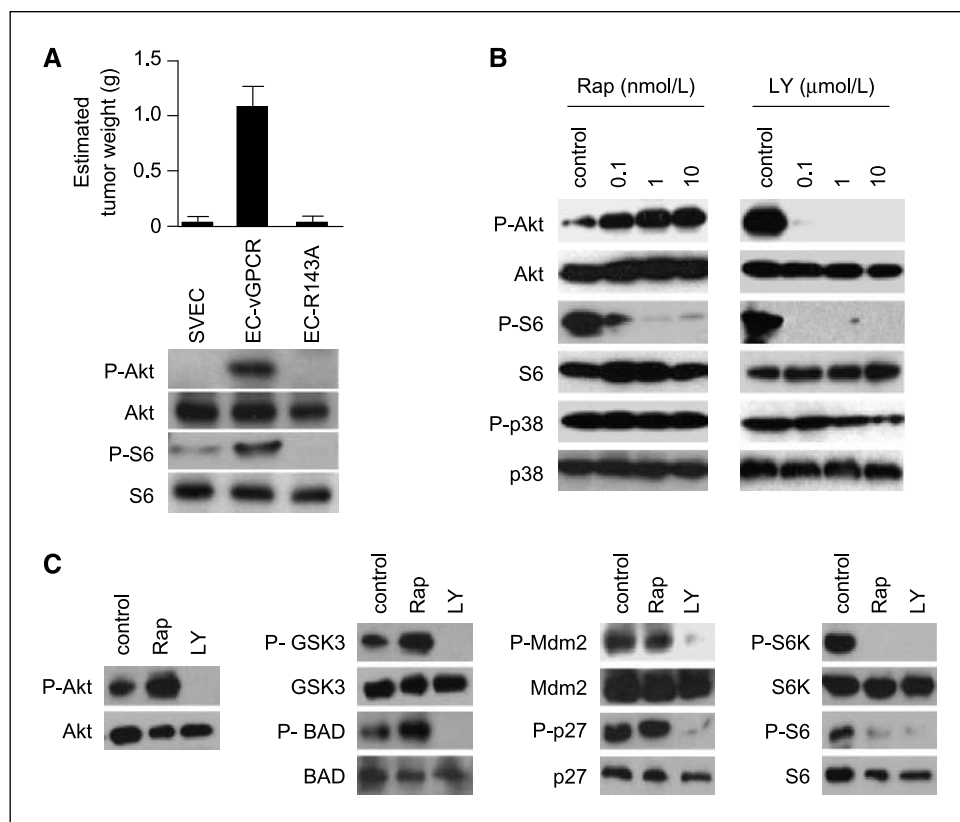 A
Estimated
tumor weight (g)
1.5
1.0
0.5
0
SVEC
EC-vGPCR
EC-R143A
P-Akt
Akt
P-S6
S6
B
Rap (nmol/L)
LY (µmol/L)
control
0.1
1
10
control
0.1
1
10
P-Akt
Akt
P-S6
S6
P-p38
p38
C
control
Rap
LY
P-Akt
Akt
control
Rap
LY
P- GSK3
GSK3
P- BAD
BAD
control
Rap
LY
P-Mdm2
Mdm2
P-p27
p27
control
Rap
LY
P-S6K
S6K
P-S6
S6